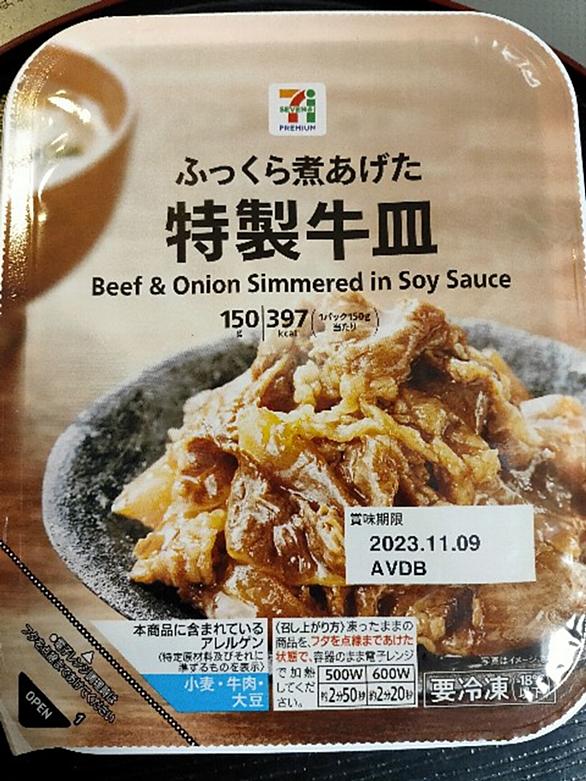 7i
SEVEN&i
PREMIUM
ふっくら煮あげた
特製牛皿
Beef & Onion Simmered in Soy Sauce
150g 397kcal (1パック150g当たり)
賞味期限
2023.11.09
AVDB
本商品に含まれている
アレルゲン
〈特定原材料及びそれに
準ずるものを表示〉
小麦・牛肉・
大豆
〈召し上がり方〉凍ったままの
商品を、フタを点線まであけた
状態で、容器のまま電子レンジ
で加熱してください。
500W 600W
約2分50秒 約2分20秒
写真はイメージ
要冷凍 -18℃以下
OPEN
1